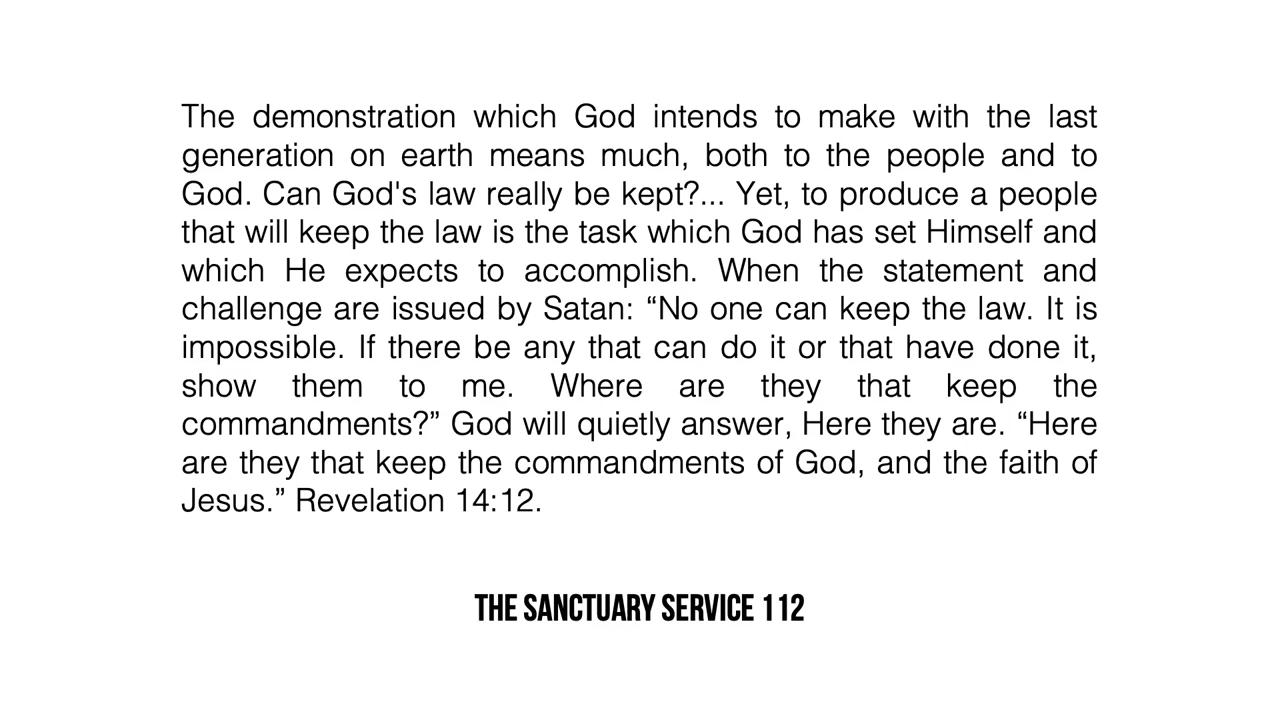 The demonstration which God intends to make with the last
generation on earth means much, both to the people and to
God. Can God's law really be kept?... Yet, to produce a people
that will keep the law is the task which God has set Himself and
which He expects to accomplish. When the statement and
challenge are issued by Satan: “No one can keep the law. It is
impossible. If there be any that can do it or that have done it,
show them to me. Where are they that keep the
commandments?” God will quietly answer, Here they are. “Here
are they that keep the commandments of God, and the faith of
Jesus.” Revelation 14:12.
THE SANCTUARY SERVICE 112